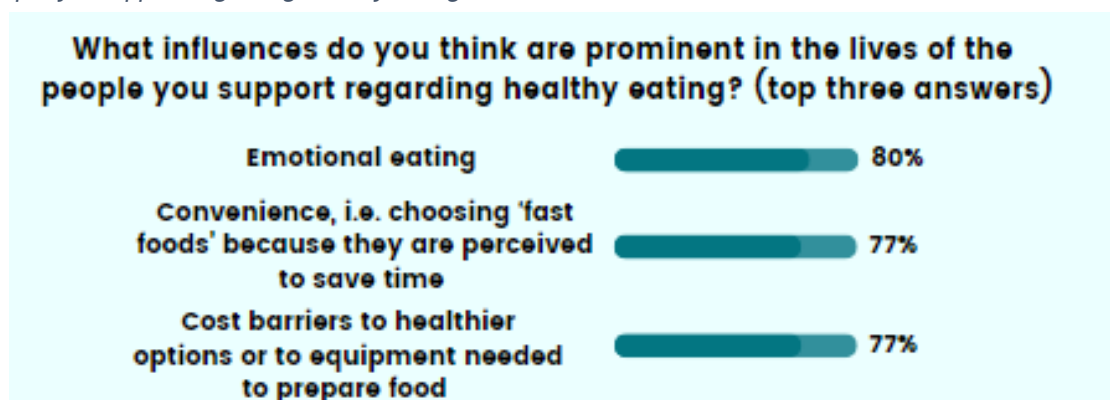 What influences do you think are prominent in the lives of the
people you support regarding healthy eating? (top three answers)
Emotional eating
80%
Convenience, i.e. choosing 'fast
foods' because they are perceived
to save time
77%
Cost barriers to healthier
options or to equipment needed
to prepare food
77%